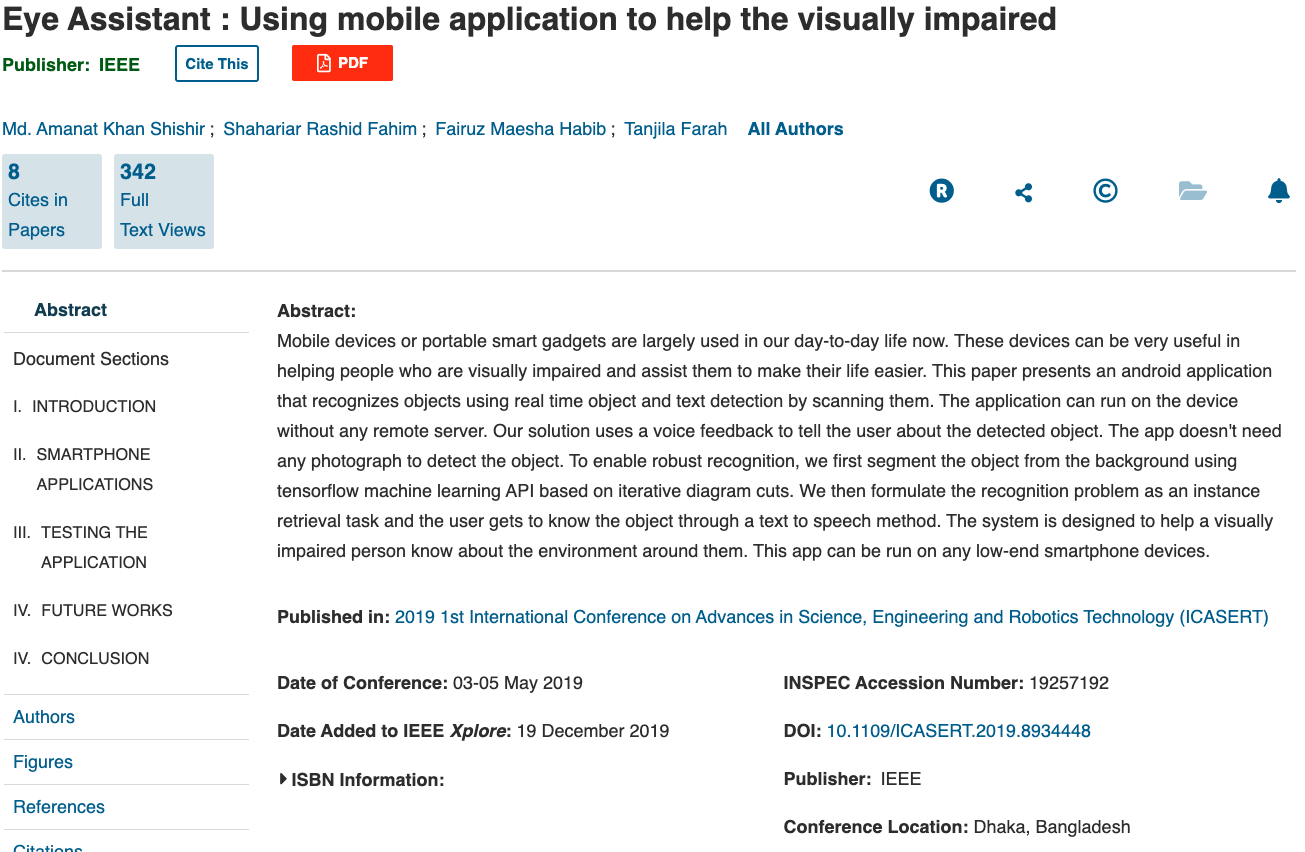 Eye Assistant : Using mobile application to help the visually impaired
Publisher: IEEE Cite This PDF
Md. Amanat Khan Shishir ; Shahariar Rashid Fahim ; Fairuz Maesha Habib ; Tanjila Farah All Authors
8
Cites in
Papers
342
Full
Text Views
R
C
Abstract
Document Sections
I. INTRODUCTION
II. SMARTPHONE
APPLICATIONS
III. TESTING THE
APPLICATION
IV. FUTURE WORKS
IV. CONCLUSION
Authors
Figures
References
Citations
Abstract:
Mobile devices or portable smart gadgets are largely used in our day-to-day life now. These devices can be very useful in
helping people who are visually impaired and assist them to make their life easier. This paper presents an android application
that recognizes objects using real time object and text detection by scanning them. The application can run on the device
without any remote server. Our solution uses a voice feedback to tell the user about the detected object. The app doesn't need
any photograph to detect the object. To enable robust recognition, we first segment the object from the background using
tensorflow machine learning API based on iterative diagram cuts. We then formulate the recognition problem as an instance
retrieval task and the user gets to know the object through a text to speech method. The system is designed to help a visually
impaired person know about the environment around them. This app can be run on any low-end smartphone devices.
Published in: 2019 1st International Conference on Advances in Science, Engineering and Robotics Technology (ICASERT)
Date of Conference: 03-05 May 2019
Date Added to IEEE Xplore: 19 December 2019
ISBN Information:
INSPEC Accession Number: 19257192
DOI: 10.1109/ICASERT.2019.8934448
Publisher: IEEE
Conference Location: Dhaka, Bangladesh